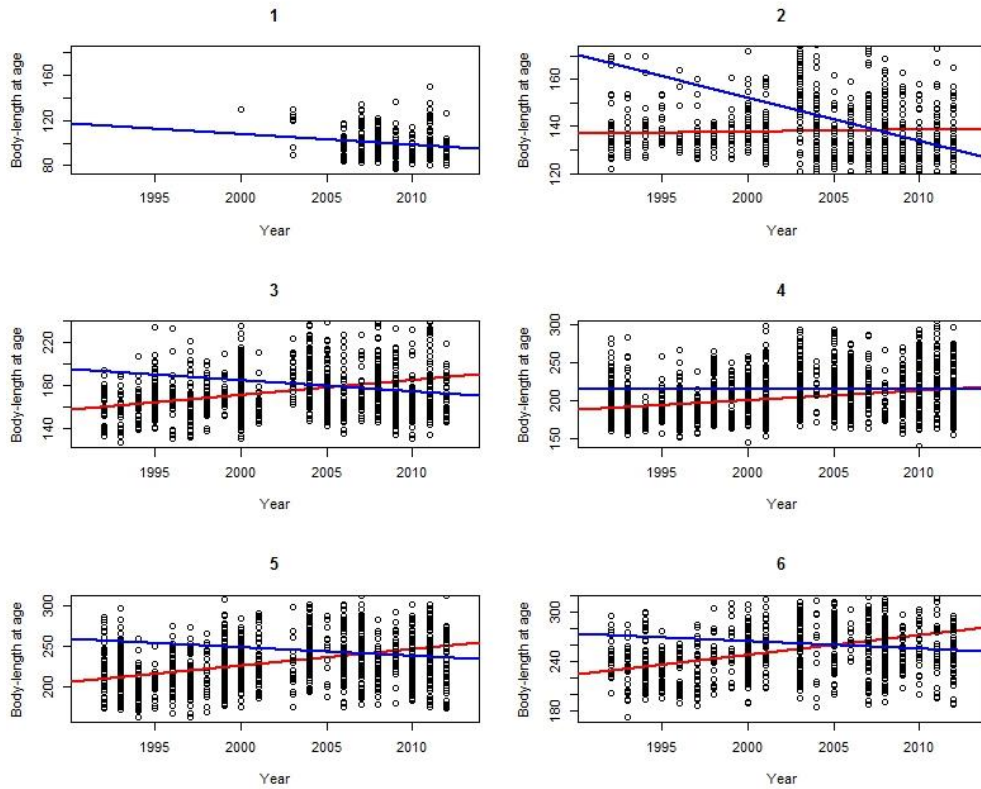 1
Body-length at age
80 120 160
1995 2000 2005 2010
Year
2
Body-length at age
120 140 160
1995 2000 2005 2010
Year
3
Body-length at age
140 180 220
1995 2000 2005 2010
Year
4
Body-length at age
150 200 250 300
1995 2000 2005 2010
Year
5
Body-length at age
200 250 300
1995 2000 2005 2010
Year
6
Body-length at age
180 240 300
1995 2000 2005 2010
Year